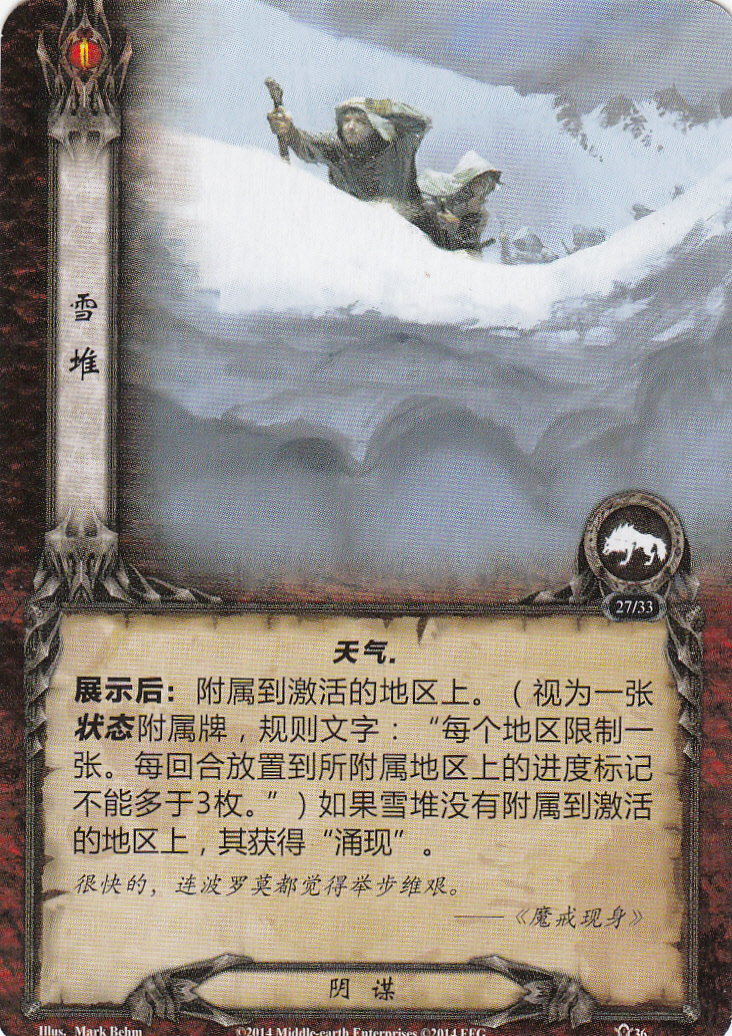 雪堆
27/33
天气.
展示后：附属到激活的地区上。（视为一张
状态附属牌，规则文字：“每个地区限制一
张。每回合放置到所附属地区上的进度标记
不能多于3枚。”）如果雪堆没有附属到激活
的地区上，其获得“涌现”。
很快的，连波罗莫都觉得举步维艰。
——《魔戒现身》
阴谋
Illus. Mark Behm ©2014 Middle-earth Enterprises ©2014 FFG 36